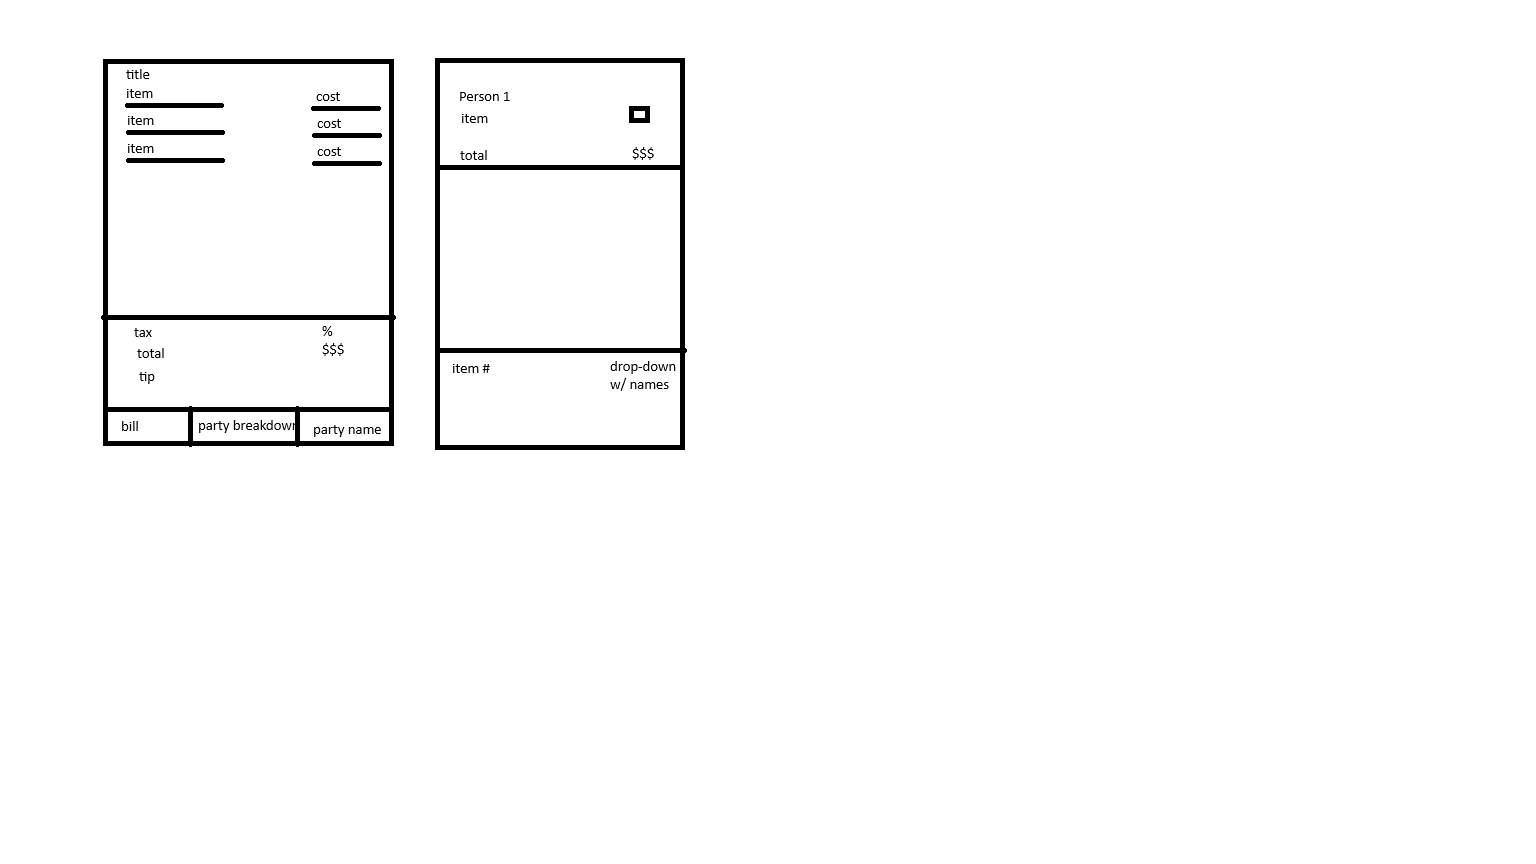 title
item
cost
item
cost
item
cost
tax
%
total
$$$
tip
bill
party breakdown
party name
Person 1
item
total
$$$
item #
drop-down
w/ names